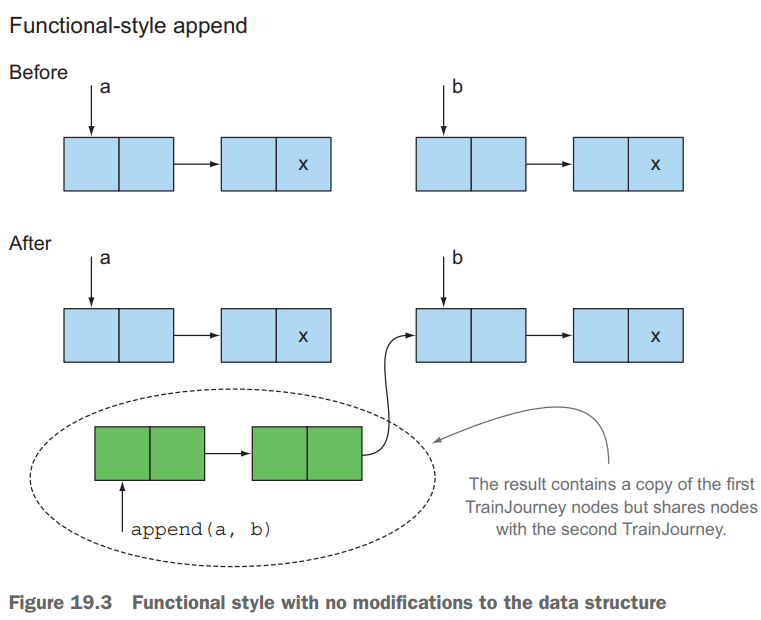 Functional-style append
Before
a
b
x
x
After
a
b
x
x
append(a, b)
The result contains a copy of the first
TrainJourney nodes but shares nodes
with the second TrainJourney.
Figure 19.3 Functional style with no modifications to the data structure